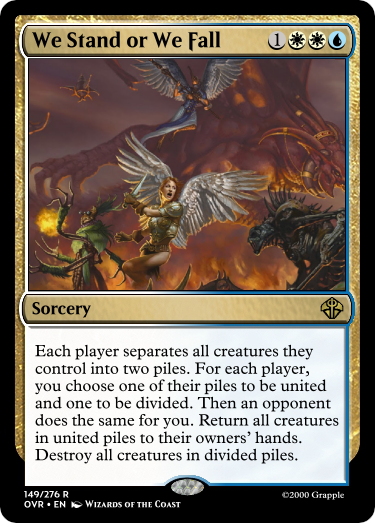 We Stand or We Fall
1
Sorcery
Each player separates all creatures they
control into two piles. For each player,
you choose one of their piles to be united
and one to be divided. Then an opponent
does the same for you. Return all creatures
in united piles to their owners’ hands.
Destroy all creatures in divided piles.
149/276 R
OVR • EN Wizards of the Coast
©2000 Grapple